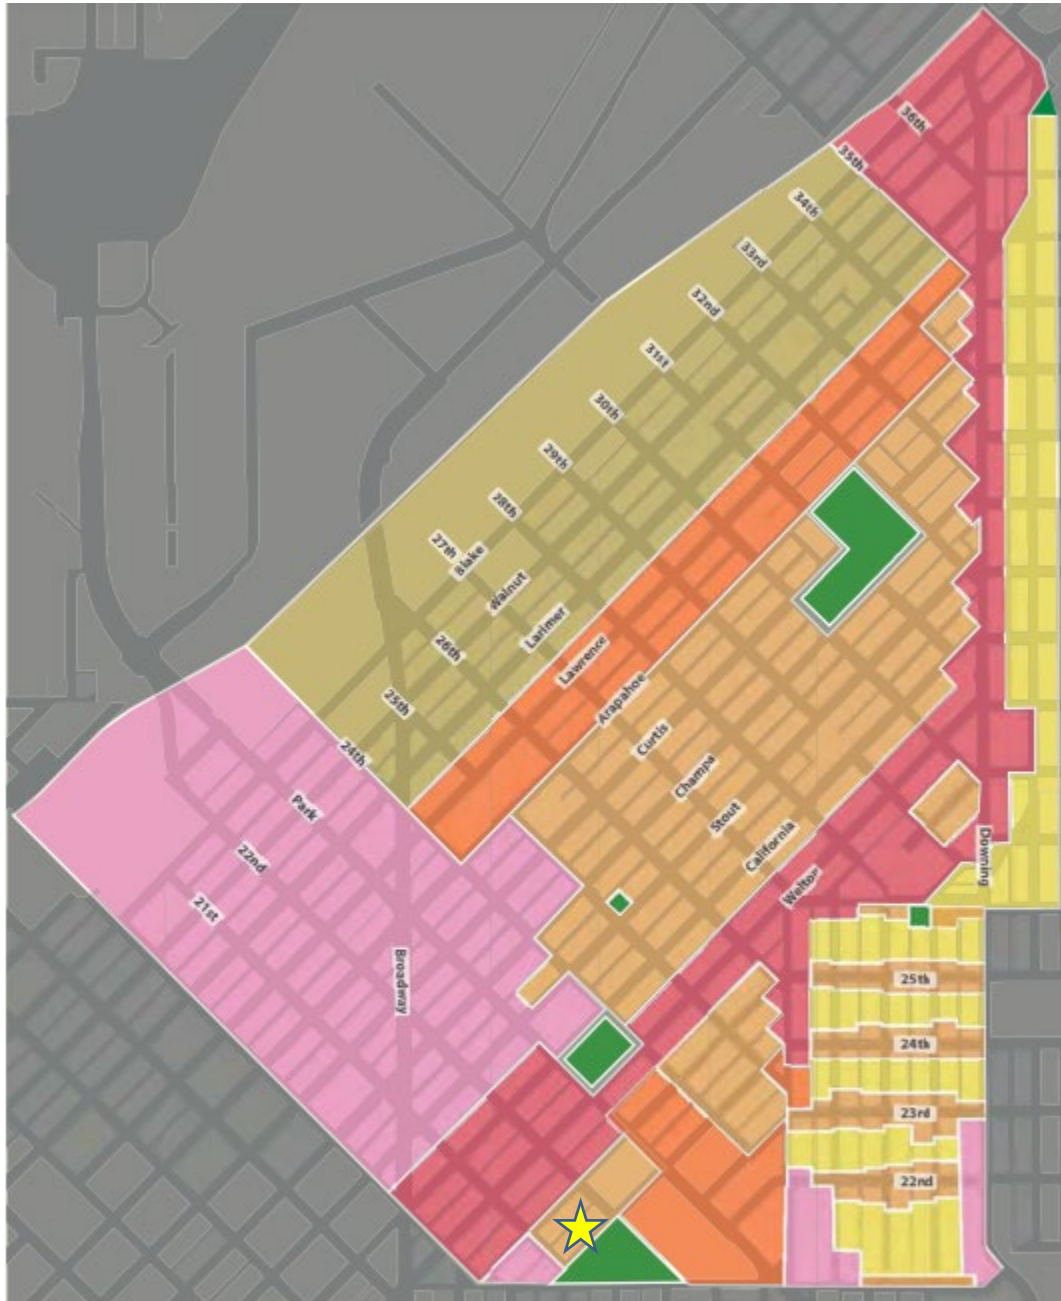 36th
35th
34th
33rd
32nd
31st
30th
29th
28th
27th
Blake
Walnut
Larimer
26th
Lawrence
25th
Arapahoe
24th
Curtis
Champa
Park
Stout
California
22nd
Downing
Welton
21st
Broadway
25th
24th
23rd
22nd